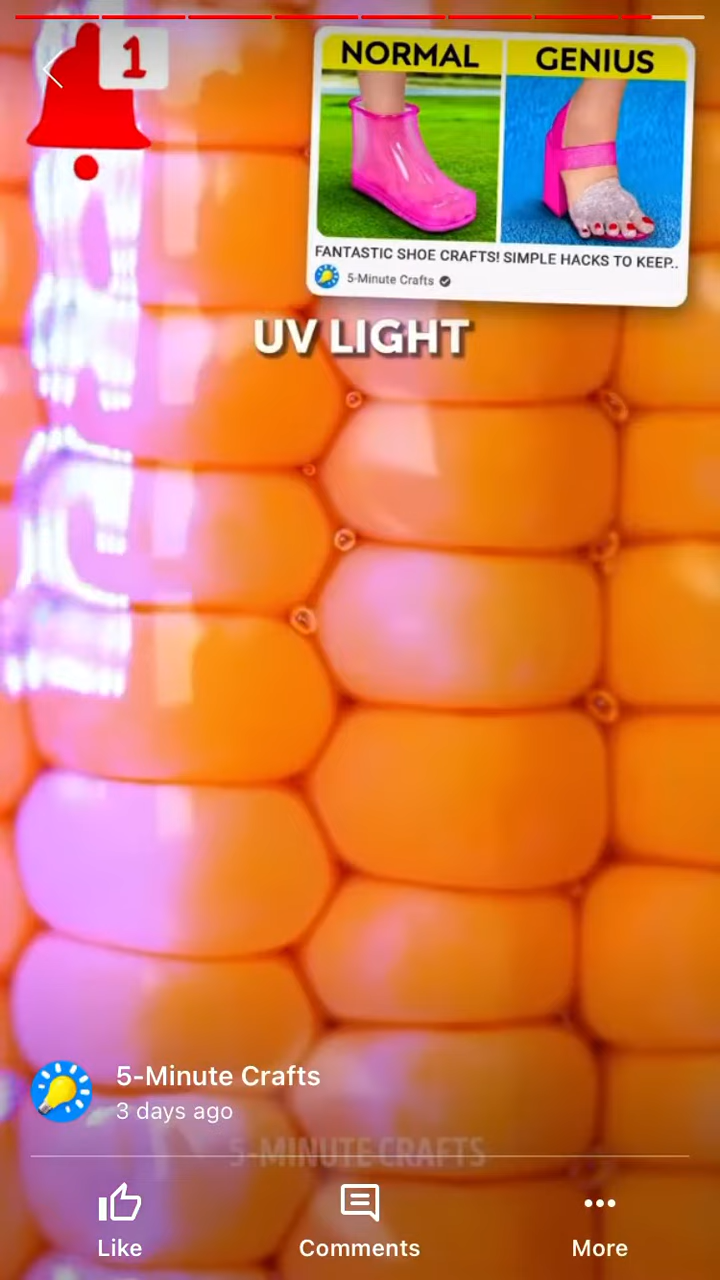 1
NORMAL
GENIUS
FANTASTIC SHOE CRAFTS! SIMPLE HACKS TO KEEP..
5-Minute Crafts
UV LIGHT
5-Minute Crafts
3 days ago
5-MINUTE CRAFTS
Like
Comments
More